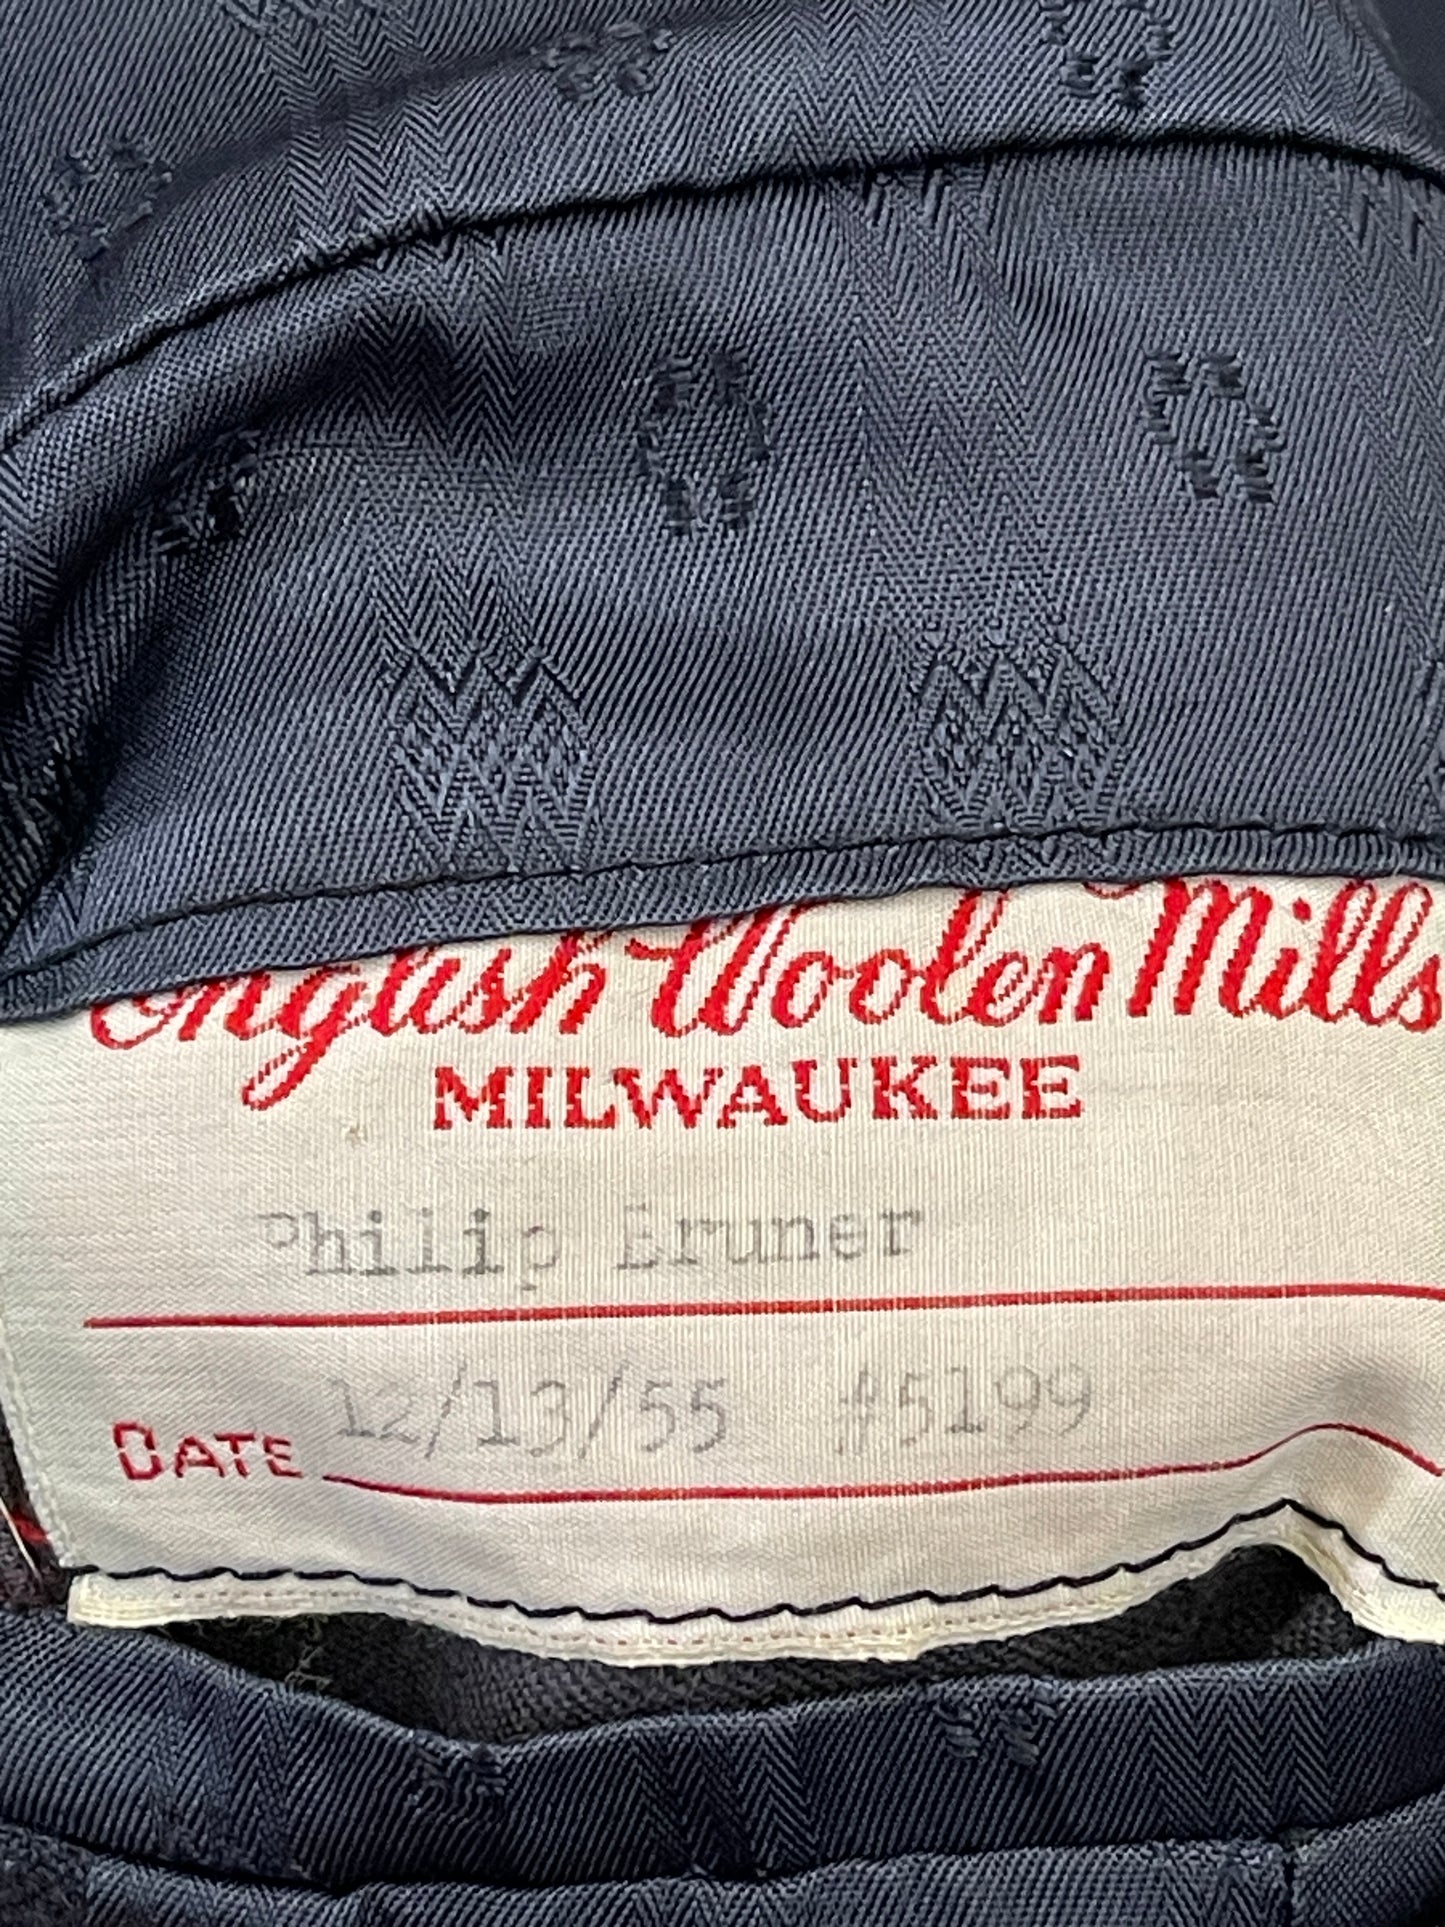 English Woolen Mills
MILWAUKEE
Philip Bruner
DATE 12/13/55 #5199